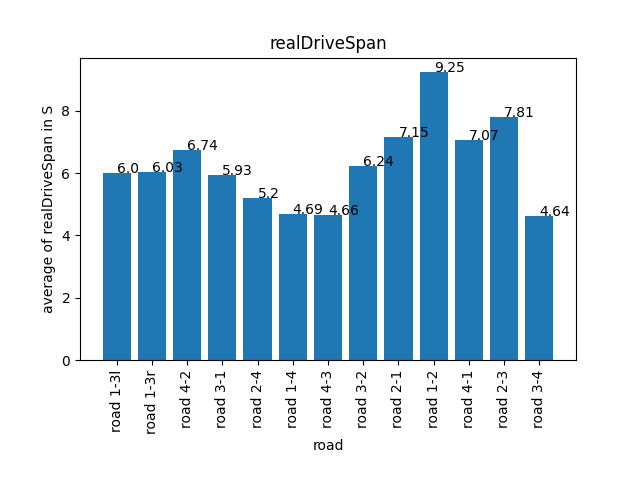 realDriveSpan
average of realDriveSpan in S
8
6
4
2
0
6.0
6.03
6.74
5.93
5.2
4.69
4.66
6.24
7.15
9.25
7.07
7.81
4.64
road 1-3l
road 1-3r
road 4-2
road 3-1
road 2-4
road 1-4
road 4-3
road 3-2
road 2-1
road 1-2
road 4-1
road 2-3
road 3-4
road